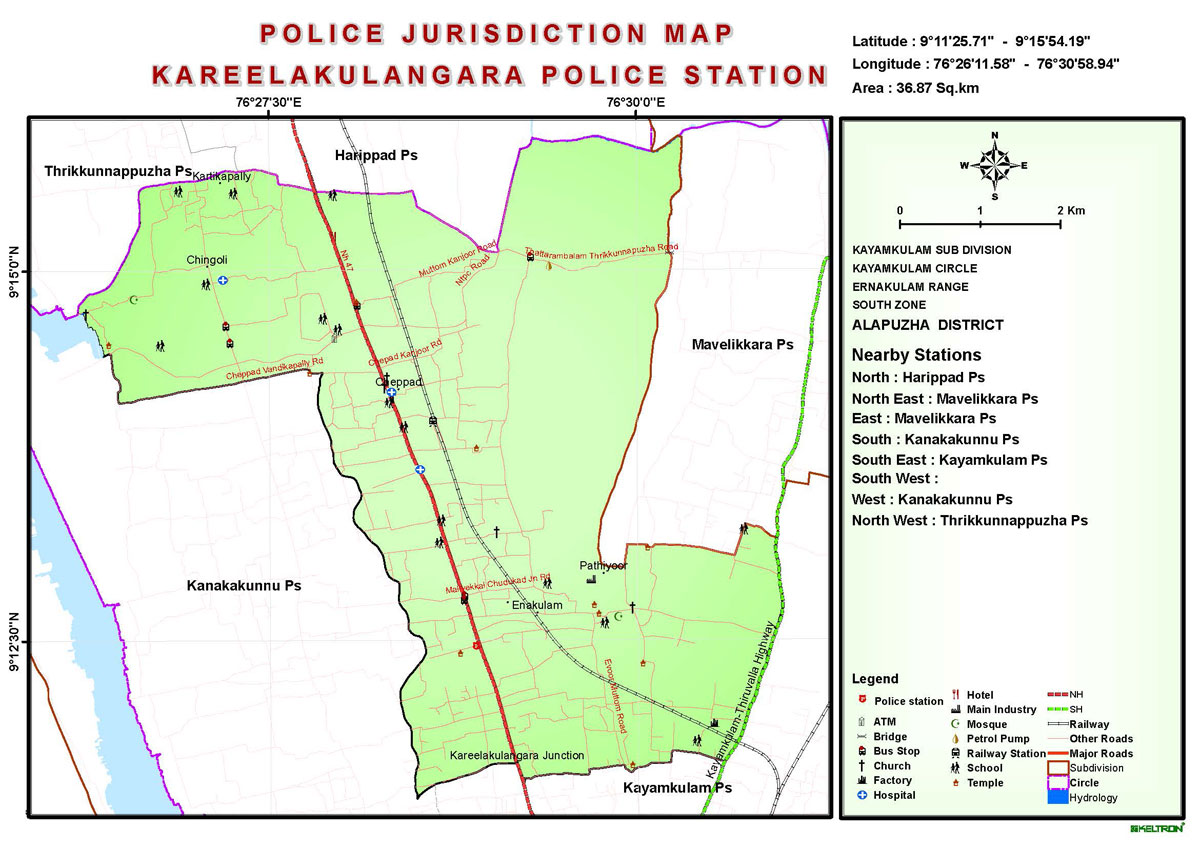 POLICE JURISDICTION MAP
KAREELAKULANGARA POLICE STATION
Latitude : 9°11'25.71" - 9°15'54.19"
Longitude : 76°26'11.58" - 76°30'58.94"
Area : 36.87 Sq.km
76°27'30"E
76°30'0"E
9°15'0"N
9°12'30"N
Thrikkunnappuzha Ps
Kartikapally
Harippad Ps
Chingoli
Nh 47
Muttom Kanjoor Road
Ntpc Road
Thattarambalam Thrikkunnapuzha Road
Mavelikkara Ps
Cheppad Vandikapally Rd
Chepad Kanjoor Rd
Cheppad
Kanakakunnu Ps
Pathiyoor
Enakulam
Evoor Muttom Road
Kayamkulam-Thiruvalla Highway
Kareelakulangara Junction
Kayamkulam Ps
N
W E
S
0 1 2 Km
KAYAMKULAM SUB DIVISION
KAYAMKULAM CIRCLE
ERNAKULAM RANGE
SOUTH ZONE
ALAPUZHA DISTRICT
Nearby Stations
North : Harippad Ps
North East : Mavelikkara Ps
East : Mavelikkara Ps
South : Kanakakunnu Ps
South East : Kayamkulam Ps
South West :
West : Kanakakunnu Ps
North West : Thrikkunnappuzha Ps
Legend
Police station
ATM
Bridge
Bus Stop
Church
Factory
Hospital
Hotel
Main Industry
Mosque
Petrol Pump
Railway Station
School
Temple
NH
SH
Railway
Other Roads
Major Roads
Subdivision
Circle
Hydrology
KELTRON